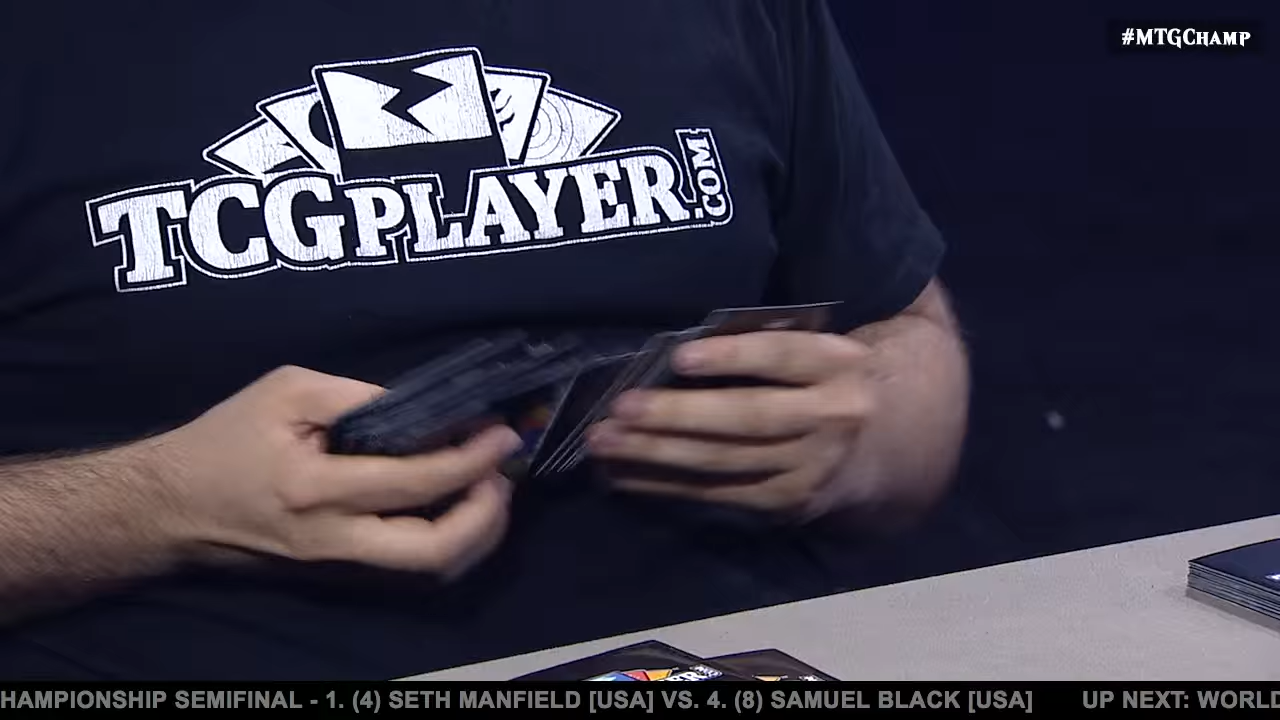 #MTGCHAMP
TCGPLAYER.COM
HAMPIONSHIP SEMIFINAL - 1. (4) SETH MANFIELD [USA] VS. 4. (8) SAMUEL BLACK [USA] UP NEXT: WORLD